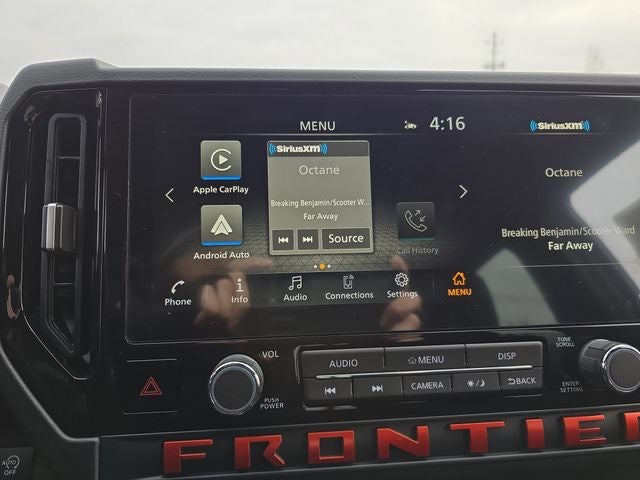 MENU
4:16
SiriusXM
SiriusXM
Octane
Octane
Apple CarPlay
Breaking Benjamin/Scooter W...
Far Away
Breaking Benjamin/Scooter Ward
Far Away
Source
Android Auto
Call History
Phone
Info
Audio
Connections
Settings
MENU
VOL
PUSH
POWER
AUDIO
MENU
DISP
CAMERA
BACK
TUNE
SCROLL
ENTER
SETTING
FRONTIER
AUTO
OFF